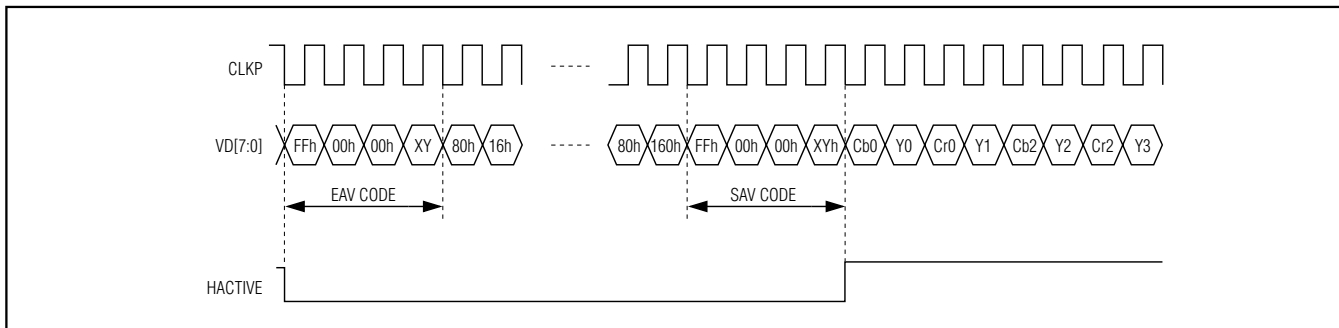 CLKP
VD[7:0] FFh 00h 00h XY 80h 16h 80h 160h FFh 00h 00h XYh Cb0 Y0 Cr0 Y1 Cb2 Y2 Cr2 Y3
EAV CODE SAV CODE
HACTIVE